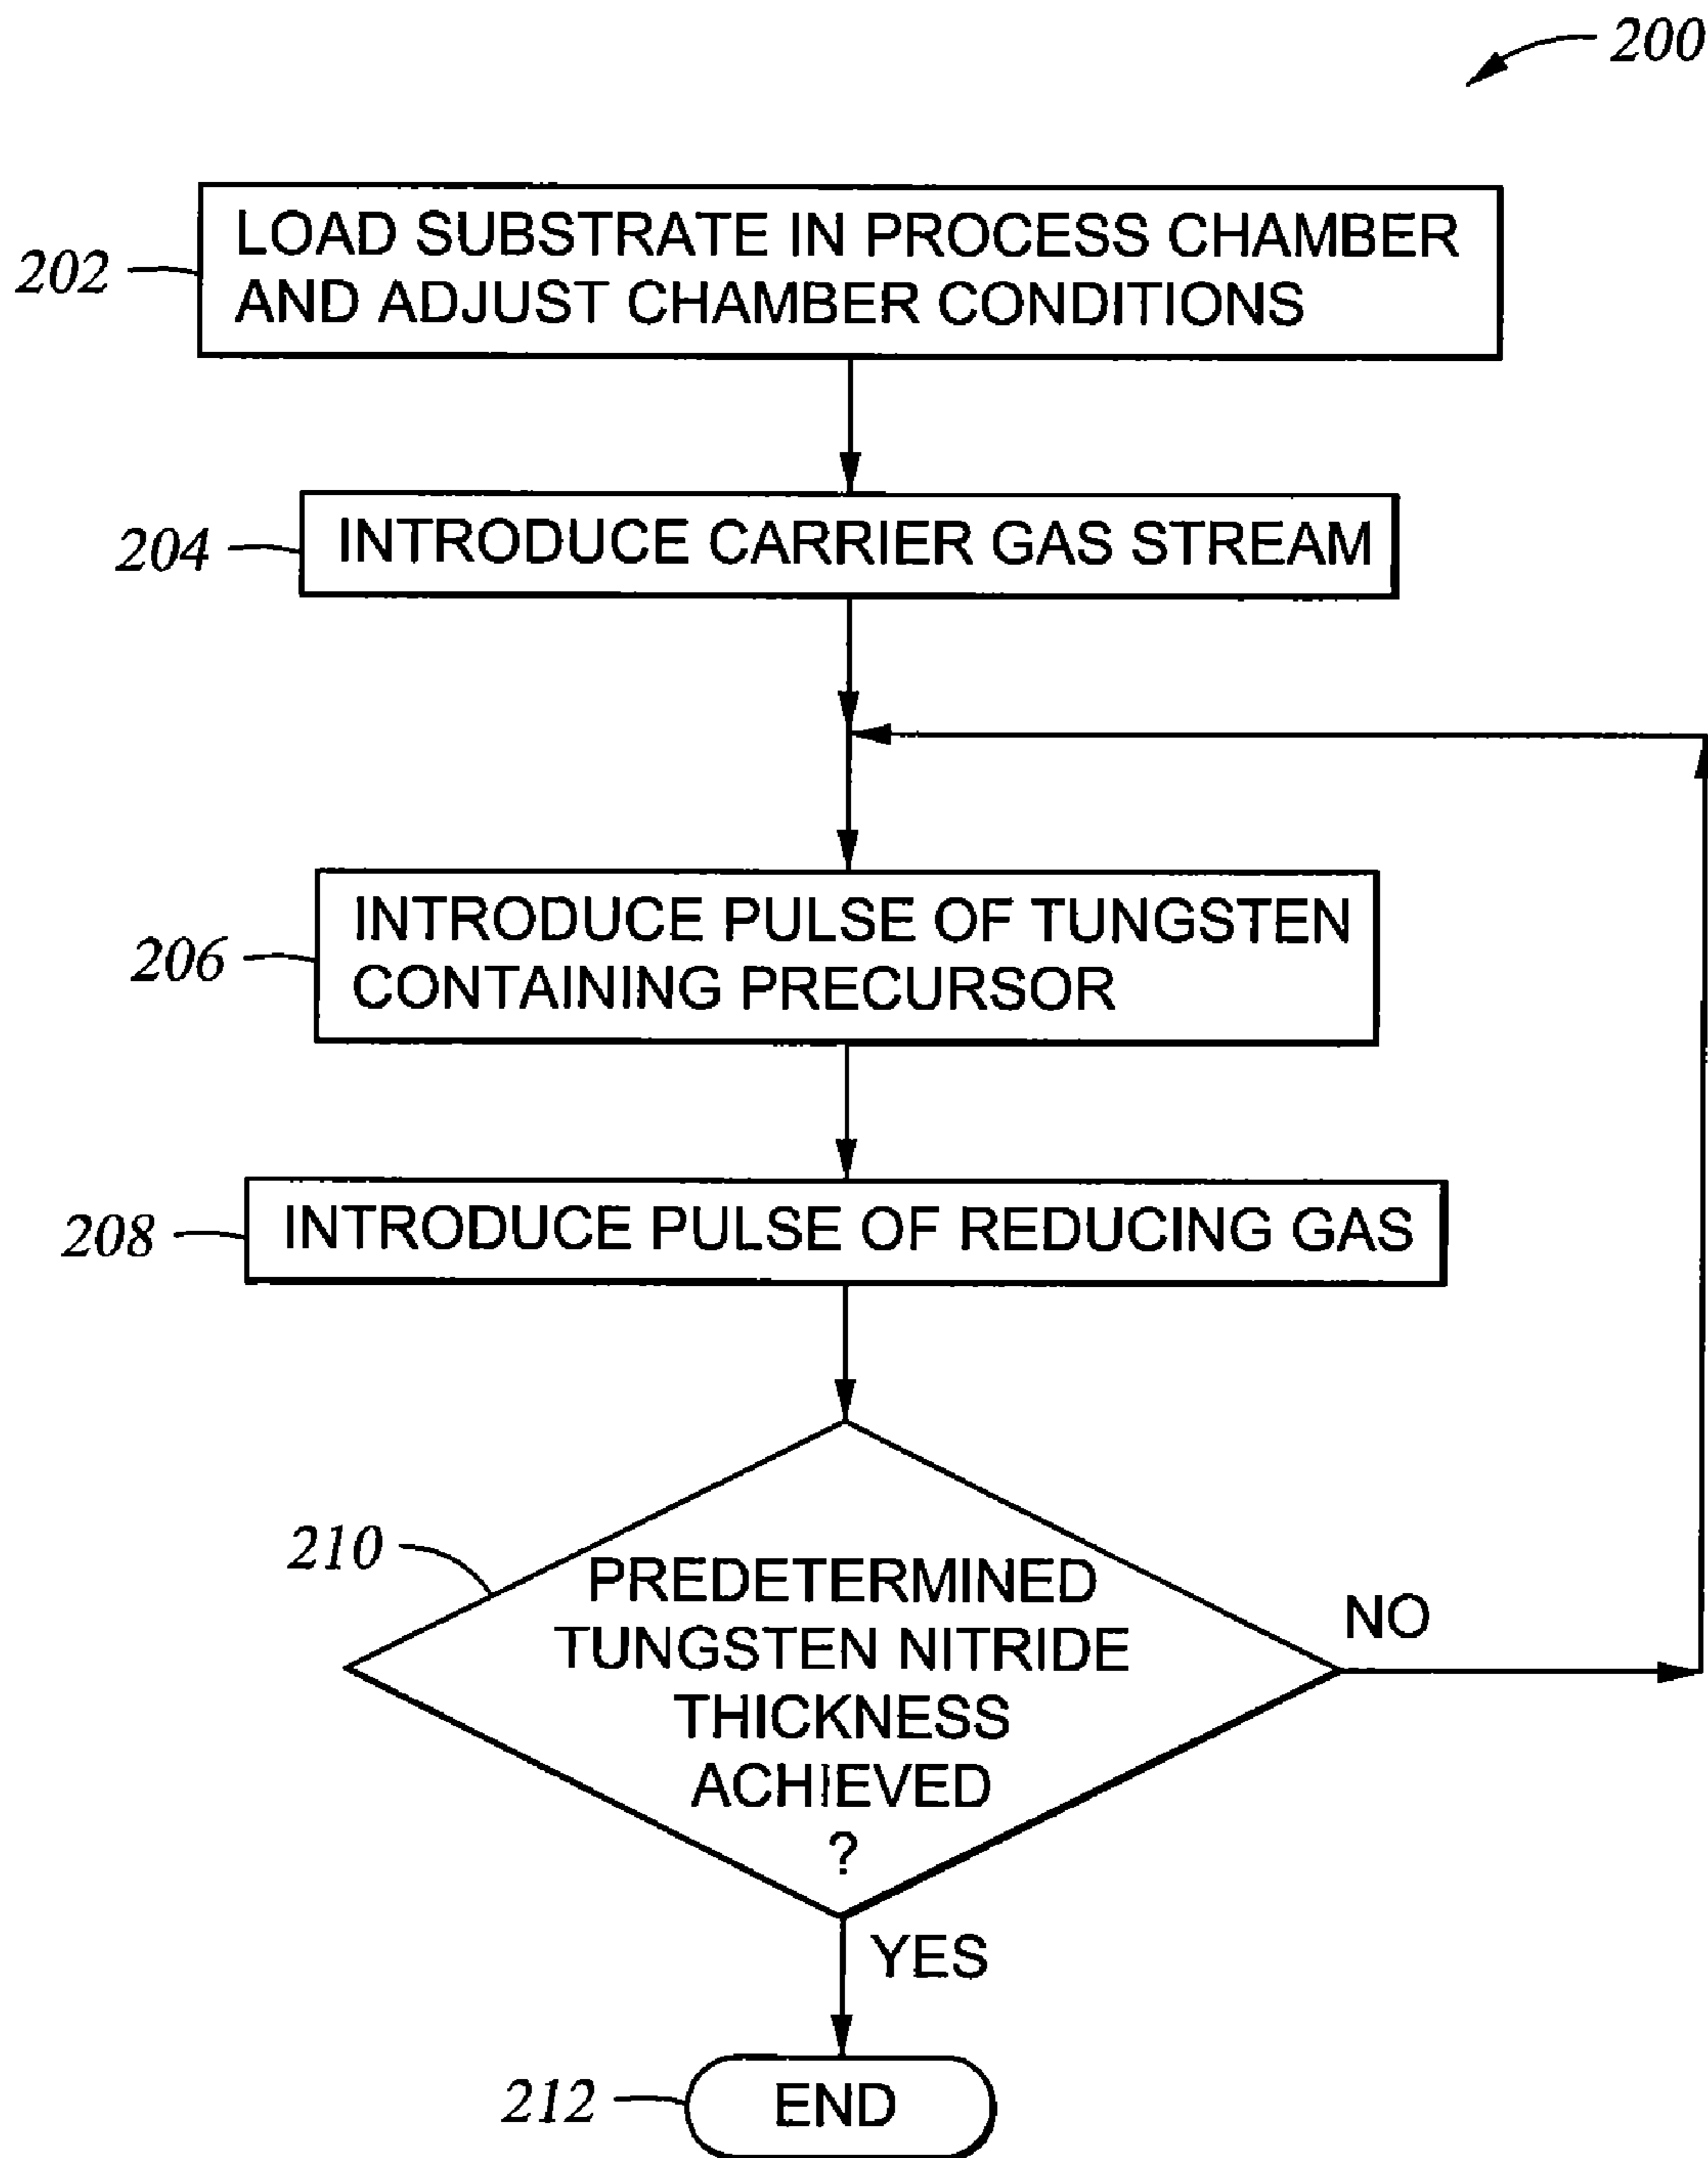 200
202
LOAD SUBSTRATE IN PROCESS CHAMBER
AND ADJUST CHAMBER CONDITIONS
204
INTRODUCE CARRIER GAS STREAM
206
INTRODUCE PULSE OF TUNGSTEN
CONTAINING PRECURSOR
208
INTRODUCE PULSE OF REDUCING GAS
210
PREDETERMINED
TUNGSTEN NITRIDE
THICKNESS
ACHIEVED
?
NO
YES
212
END